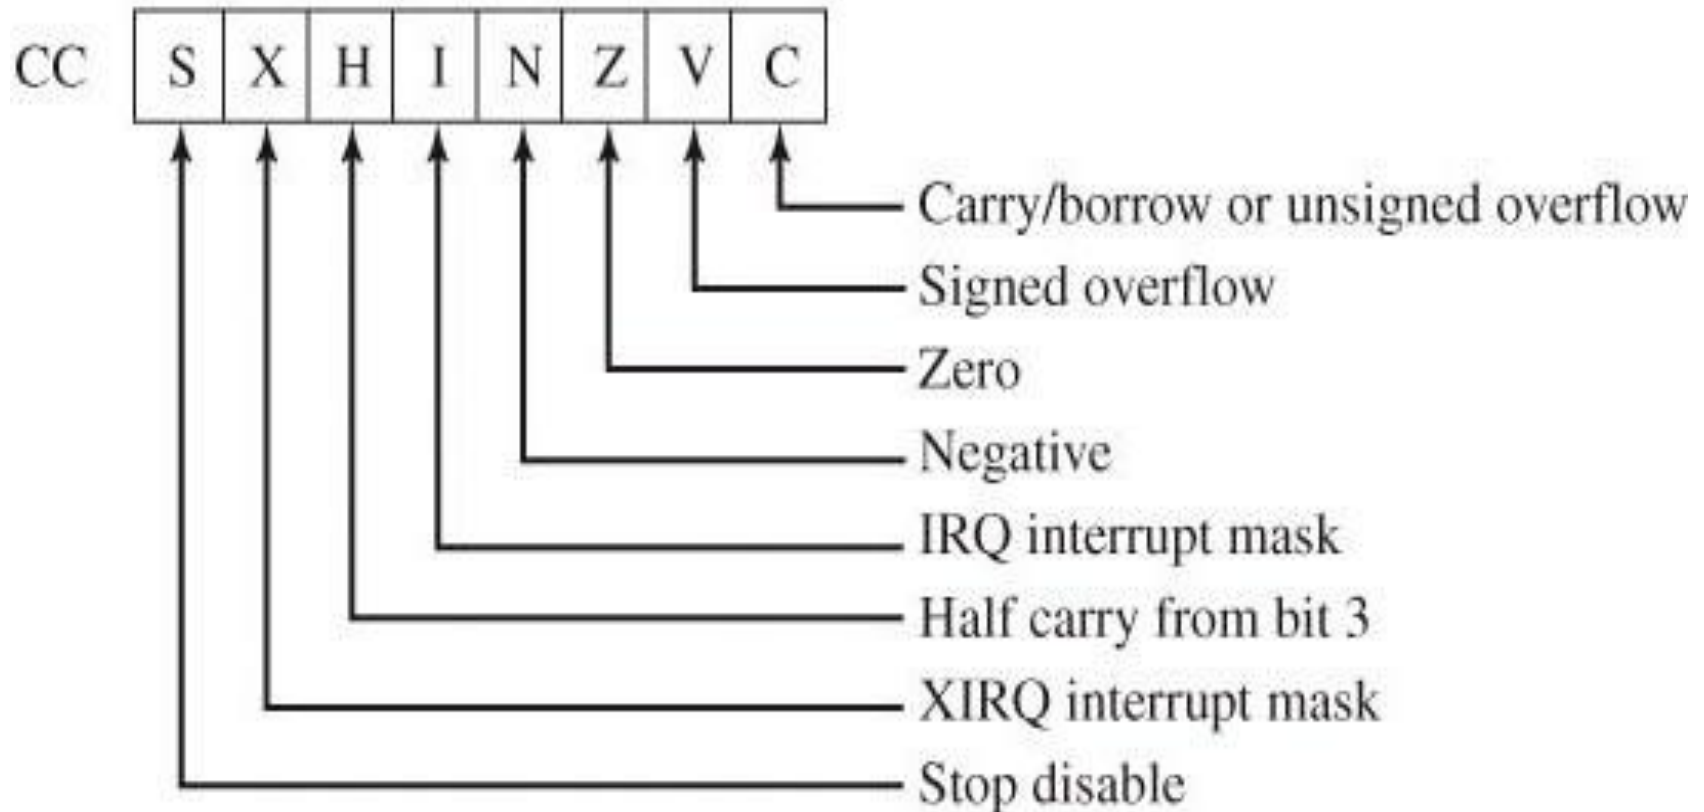 CC S X H I N Z V C
Carry/borrow or unsigned overflow
Signed overflow
Zero
Negative
IRQ interrupt mask
Half carry from bit 3
XIRQ interrupt mask
Stop disable